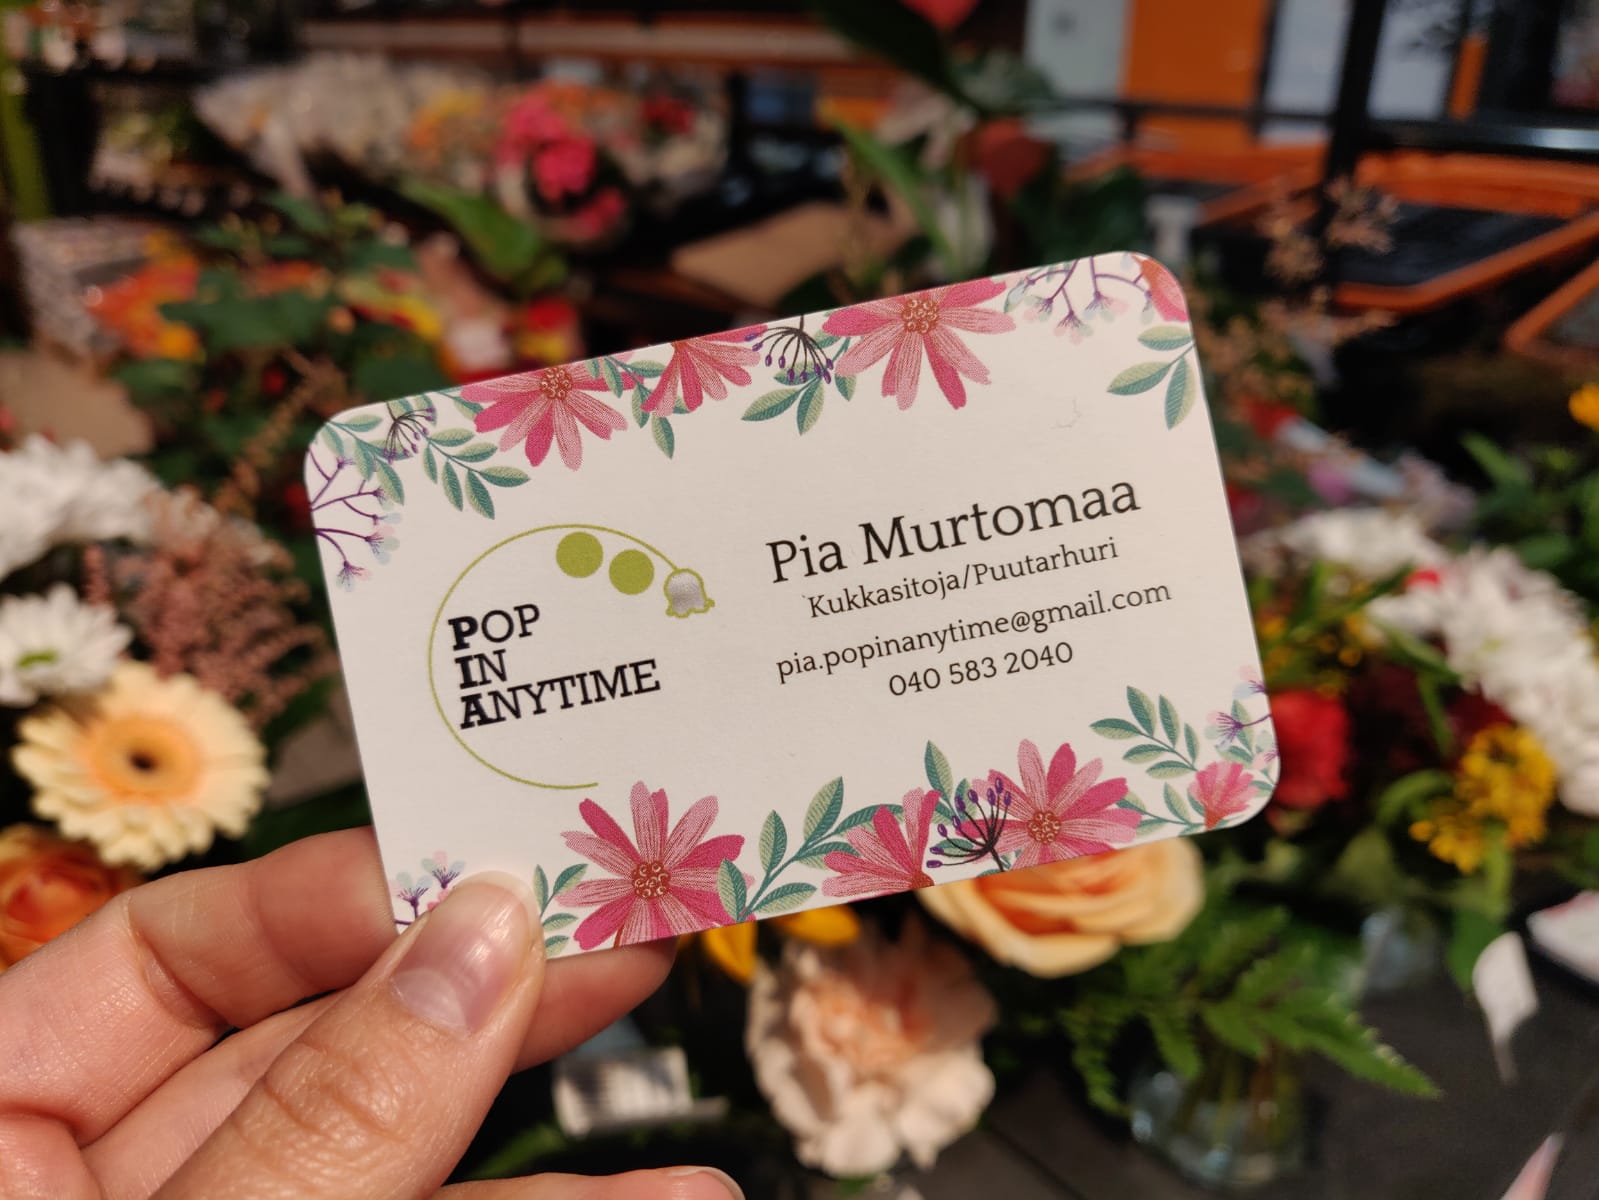 POP
IN
ANYTIME
Pia Murtomaa
Kukkasitoja/Puutarhuri
pia.popinanytime@gmail.com
040 583 2040